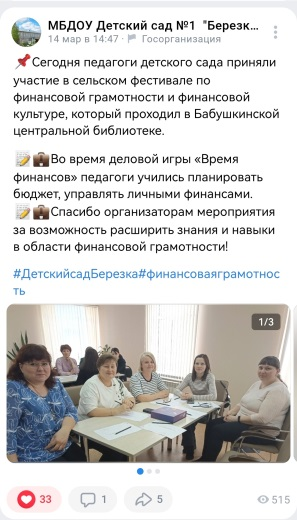 МБДОУ Детский сад №1 "Березк...
14 мар в 14:47 · Госорганизация
📌Сегодня педагоги детского сада приняли
участие в сельском фестивале по
финансовой грамотности и финансовой
культуре, который проходил в Бабушкинской
центральной библиотеке.
📝💼Во время деловой игры «Время
финансов» педагоги учились планировать
бюджет, управлять личными финансами.
📝💼Спасибо организаторам мероприятия
за возможность расширить знания и навыки
в области финансовой грамотности!
#ДетскийсадБерезка#финансоваяграмотнос
ть
1/3
33 1 5 515